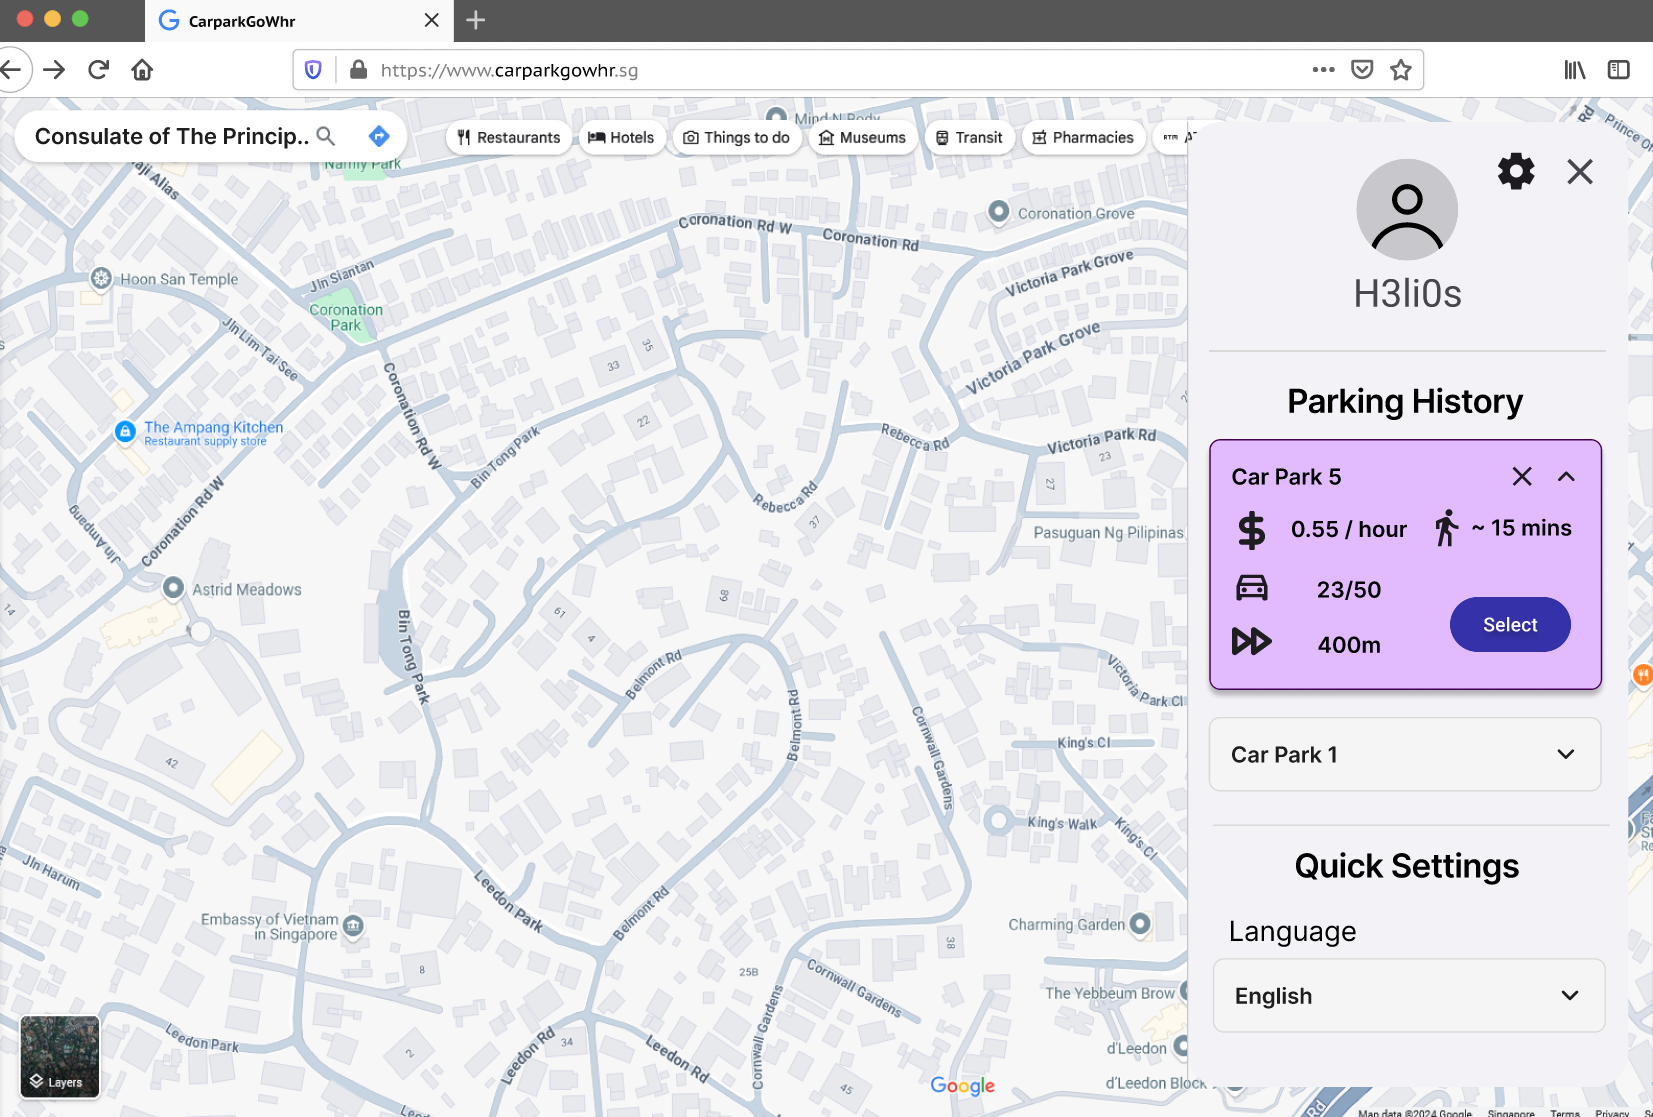 CarparkGoWhr
https://www.carparkgowhr.sg
Consulate of The Princip..
Restaurants
Hotels
Things to do
Museums
Transit
Pharmacies
Mind N Body
Namly Park
Coronation Rd W
Coronation Rd
Coronation Grove
Victoria Park Grove
Hoon San Temple
Jln Siantan
Coronation
Park
Jln Lim Tai See
Victoria Park Grove
35
33
22
Coronation Rd W
The Ampang Kitchen
Restaurant supply store
Bin Tong Park
Rebecca Rd
Victoria Park Rd
23
27
Rebecca Rd
37
Coronation Rd W
Jln Ampang
Pasuguan Ng Pilipinas
Astrid Meadows
14
Bin Tong Park
61
4
68
Belmont Rd
Victoria Park Cl
Belmont Rd
Cornwall Gardens
King's Cl
42
King's Walk
King's Cl
Jln Harum
Leedon Park
Embassy of Vietnam
in Singapore
Belmont Rd
Charming Garden
38
8
25B
Cornwall Gardens
The Yebbeum Brow
Cornwall Gardens
Leedon Park
2
Leedon Rd
34
Leedon Rd
45
d'Leedon
d'Leedon Block
Layers
Google
Map data ©2024 Google
Singapore
Terms
Privacy
H3li0s
Parking History
Car Park 5
0.55 / hour
~ 15 mins
23/50
400m
Select
Car Park 1
Quick Settings
Language
English